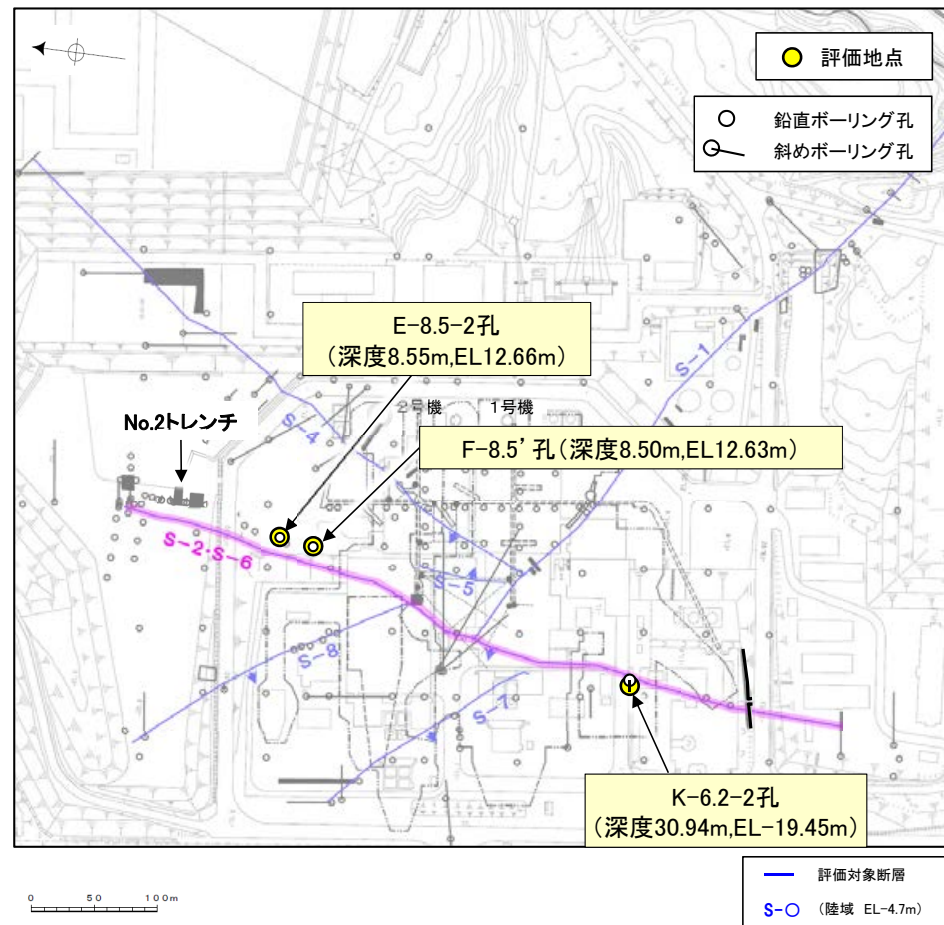 評価地点
鉛直ボーリング孔
斜めボーリング孔
E-8.5-2孔
(深度8.55m,EL12.66m)
S-1
2号機
1号機
No.2トレンチ
S-4
F-8.5’孔(深度8.50m,EL12.63m)
S-2・S-6
S-5
S-8
S-7
K-6.2-2孔
(深度30.94m,EL-19.45m)
0 50 100m
評価対象断層
S-○ (陸域 EL-4.7m)